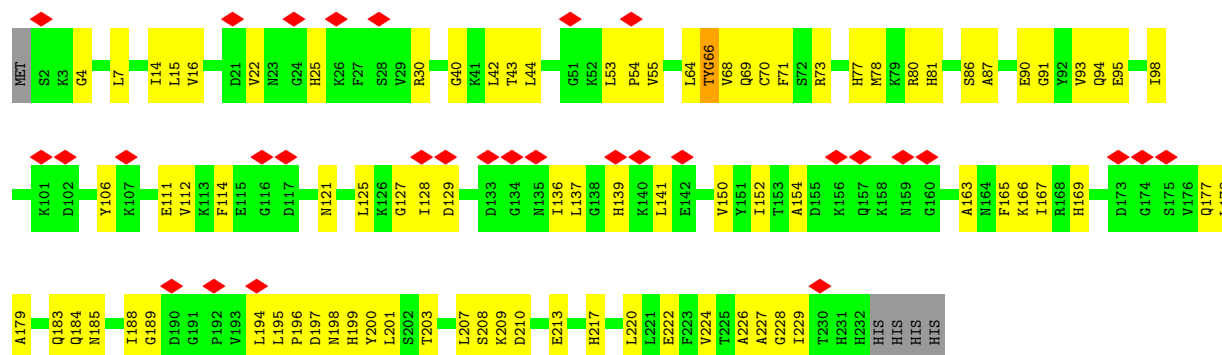 MET S2 K3 G4 L7 I14 L15 V16 D21 V22 N23 G24 H25 K26 F27 S28 V29 R30 G40 K41 L42 T43 L44 G51 K52 L53 P54 V55 L64 TYG66 V68 Q69 C70 F71 S72 R73 H77 M78 K79 R80 H81 S86 A87 E90 G91 Y92 V93 Q94 E95 I98
K101 D102 Y106 K107 E111 V112 K113 F114 E115 G116 D117 N121 L125 K126 G127 I128 D129 D133 G134 N135 I136 L137 G138 H139 K140 L141 E142 V150 Y151 I152 T153 A154 D155 K156 Q157 K158 N159 G160 A163 N164 F165 K166 I167 R168 H169 D173 G174 S175 V176 Q177
A179 Q183 Q184 N185 I188 G189 D190 G191 P192 V193 L194 L195 P196 D197 N198 H199 Y200 L201 S202 T203 L207 S208 K209 D210 E213 H217 L220 L221 E222 F223 V224 T225 A226 A227 G228 I229 T230 H231 H232 HIS HIS HIS HIS